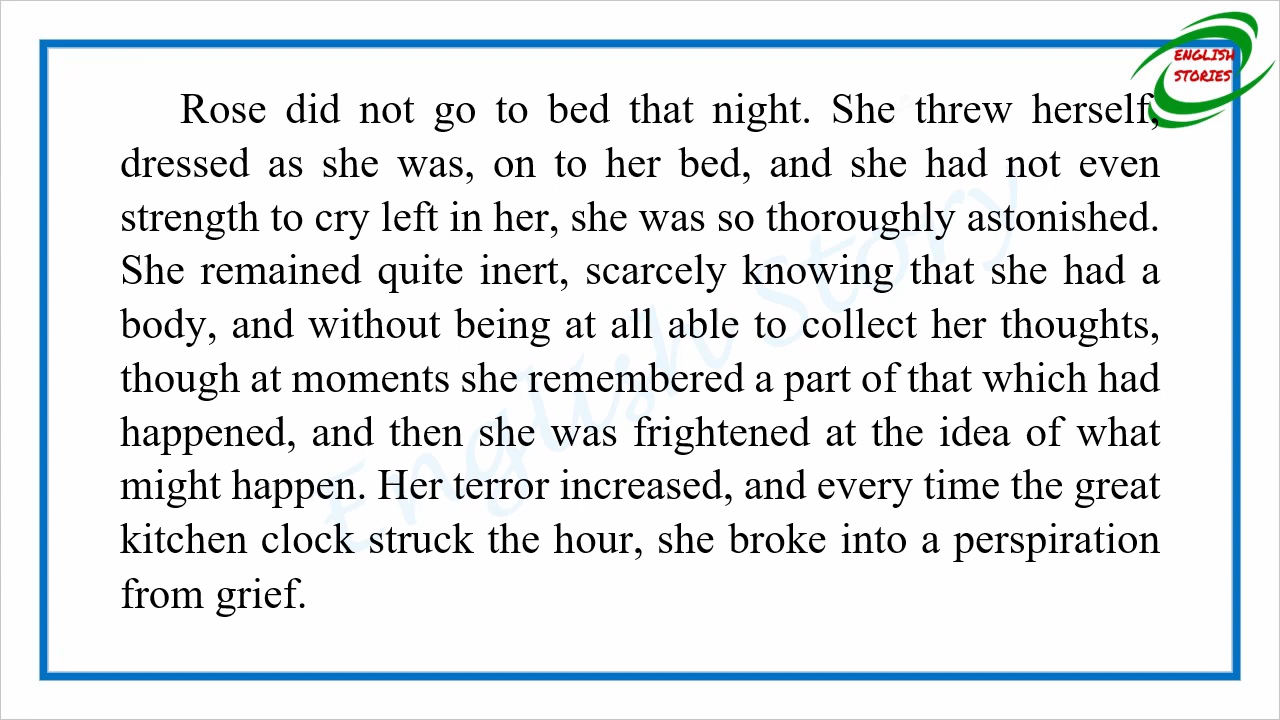 ENGLISH
STORIES
Rose did not go to bed that night. She threw herself,
dressed as she was, on to her bed, and she had not even
strength to cry left in her, she was so thoroughly astonished.
She remained quite inert, scarcely knowing that she had a
body, and without being at all able to collect her thoughts,
though at moments she remembered a part of that which had
happened, and then she was frightened at the idea of what
might happen. Her terror increased, and every time the great
kitchen clock struck the hour, she broke into a perspiration
from grief.
English Story